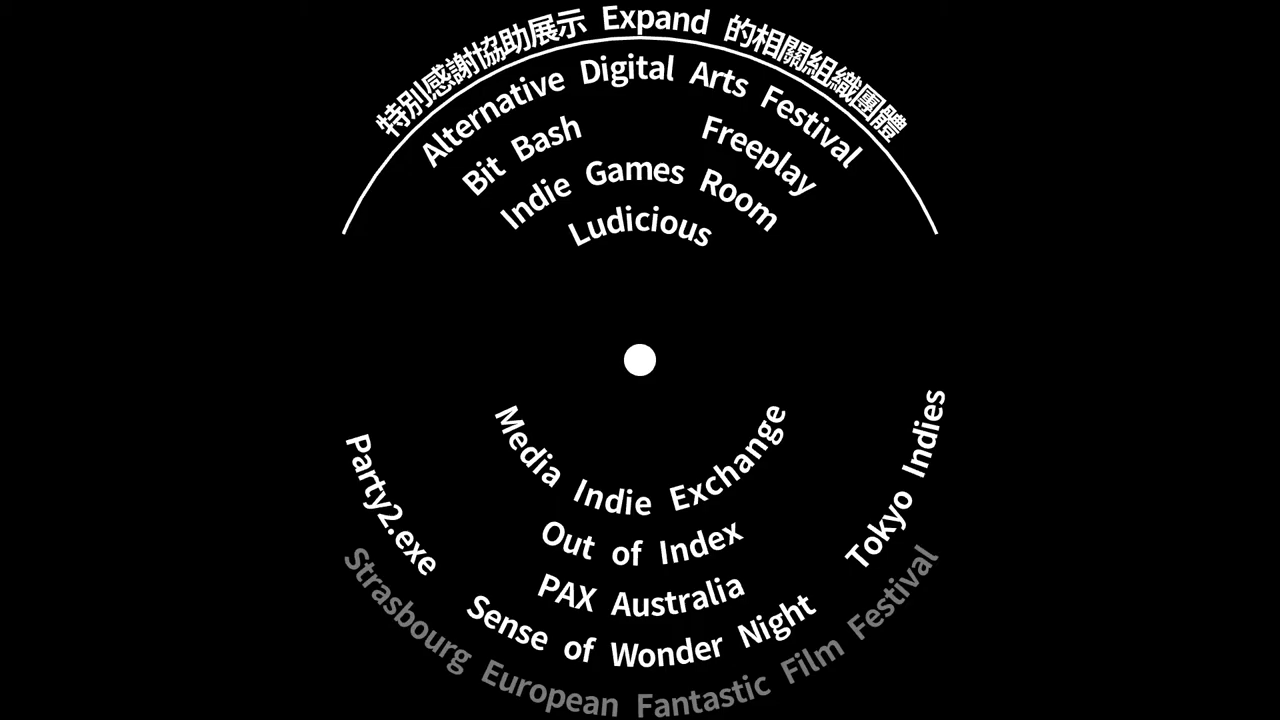 特別感謝協助展示 Expand 的相關組織團體
Alternative Digital Arts Festival
Bit Bash
Freeplay
Indie Games Room
Ludicious
Media Indie Exchange
Out of Index
PAX Australia
Party2.exe
Sense of Wonder Night
Tokyo Indies
Strasbourg European Fantastic Film Festival